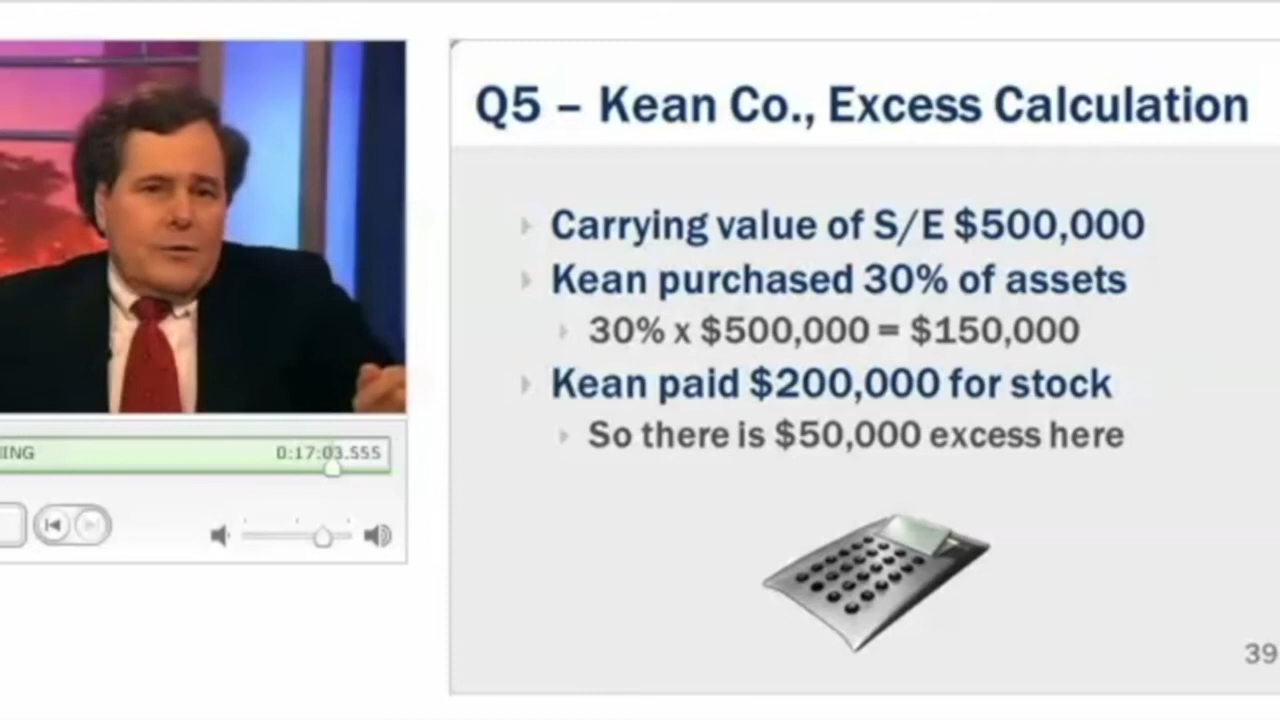 Q5 – Kean Co., Excess Calculation
Carrying value of S/E $500,000
Kean purchased 30% of assets
30% x $500,000 = $150,000
Kean paid $200,000 for stock
So there is $50,000 excess here
ING 0:17:03.555
39